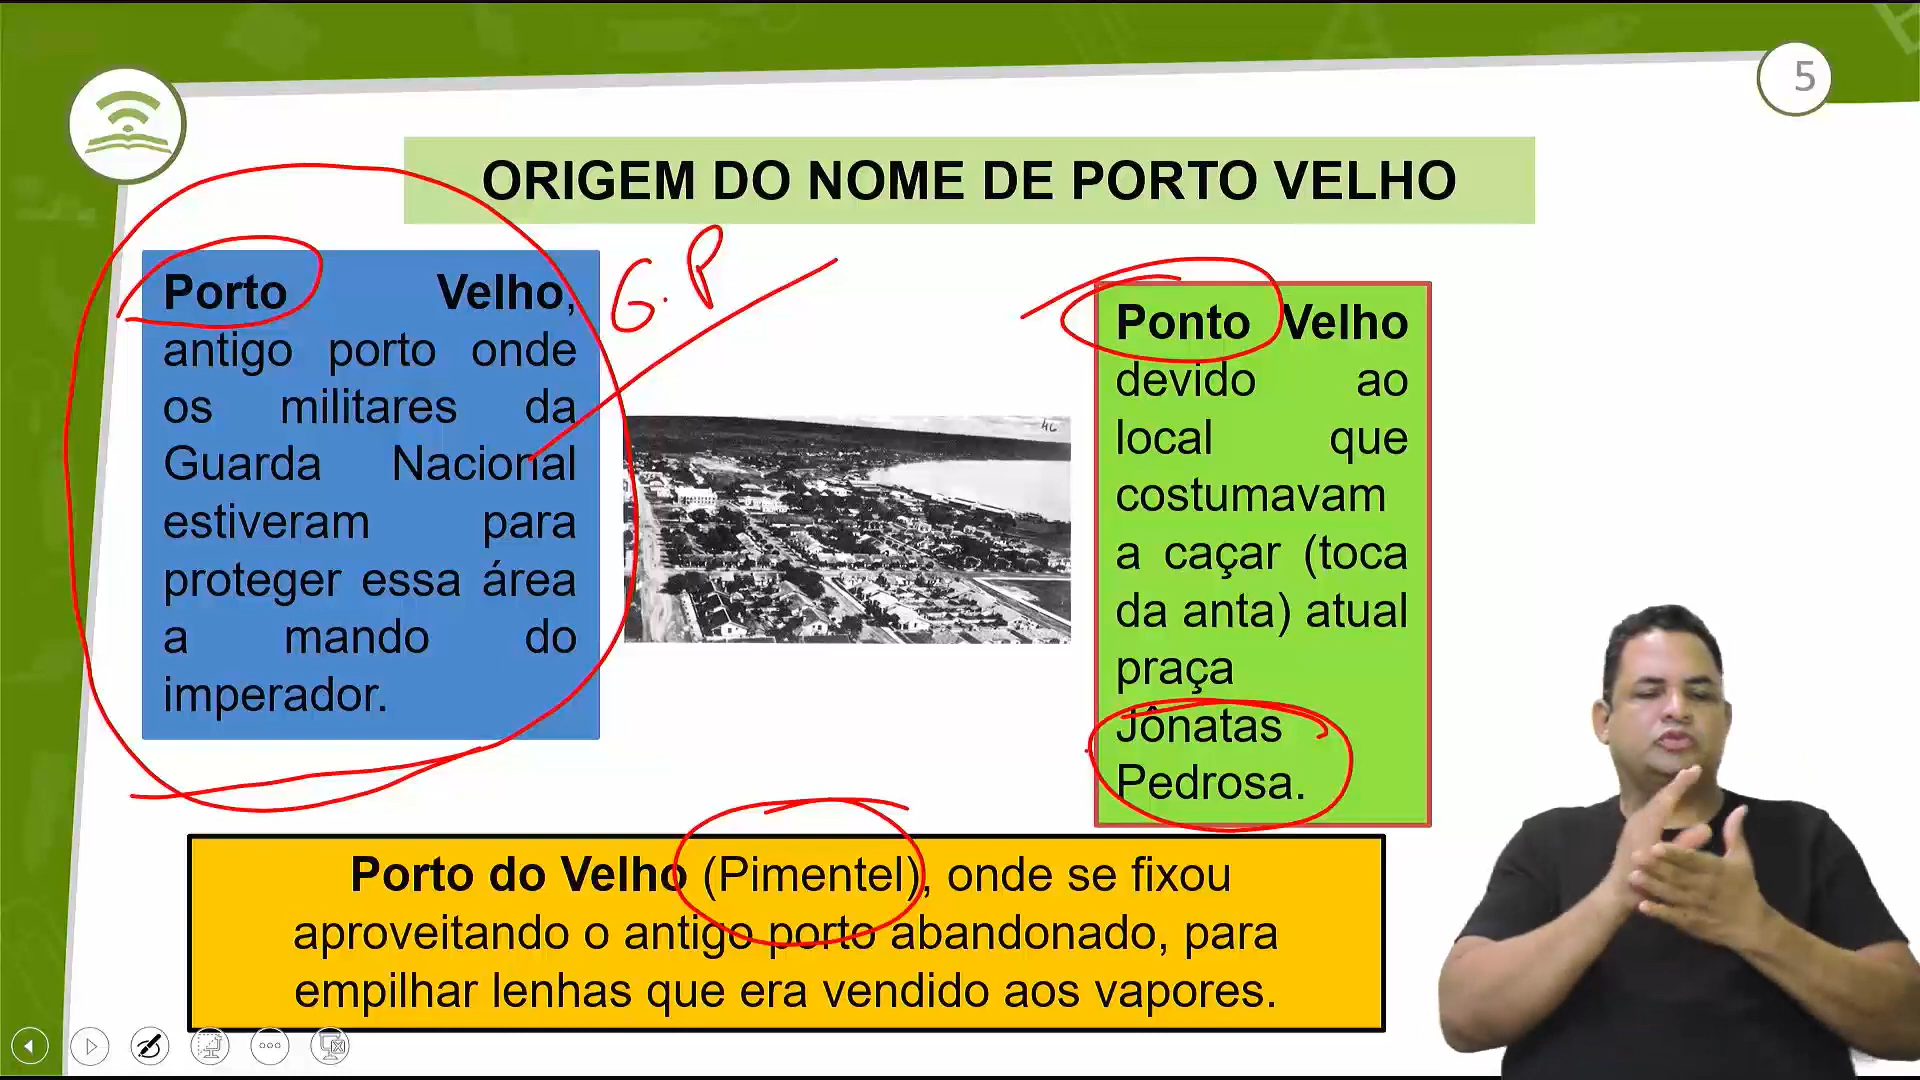 5
ORIGEM DO NOME DE PORTO VELHO
Porto Velho,
antigo porto onde
os militares da
Guarda Nacional
estiveram para
proteger essa área
a mando do
imperador.
G.P
46
Ponto Velho
devido ao
local que
costumavam
a caçar (toca
da anta) atual
praça
Jônatas
Pedrosa.
Porto do Velho (Pimentel), onde se fixou
aproveitando o antigo porto abandonado, para
empilhar lenhas que era vendido aos vapores.